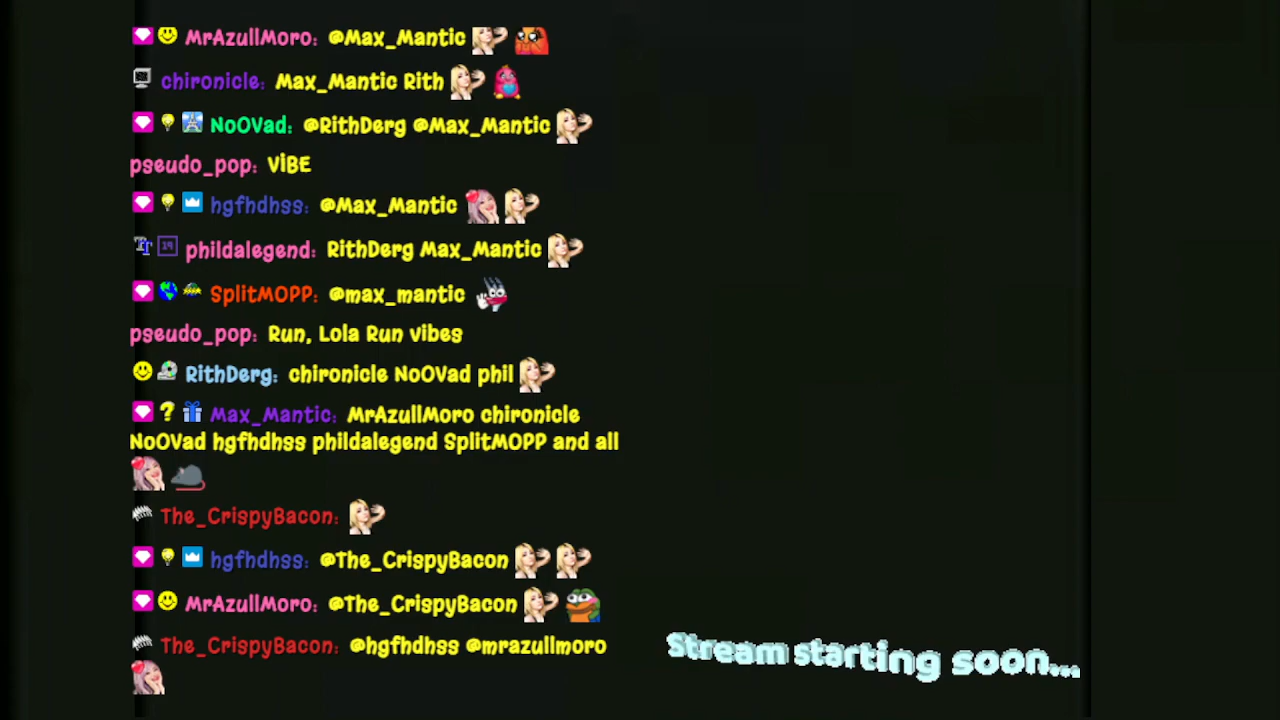 MrAzullMoro: @Max_Mantic
chironicle: Max_Mantic Rith
NoOVad: @RithDerg @Max_Mantic
pseudo_pop: VİBE
hgfhdhss: @Max_Mantic
phildalegend: RithDerg Max_Mantic
SplitMOPP: @max_mantic
pseudo_pop: Run, Lola Run vibes
RithDerg: chironicle NoOVad phil
? Max_Mantic: MrAzullMoro chironicle
NoOVad hgfhdhss phildalegend SplitMOPP and all
The_CrispyBacon:
hgfhdhss: @The_CrispyBacon
MrAzullMoro: @The_CrispyBacon
The_CrispyBacon: @hgfhdhss @mrazullmoro
Stream starting soon...